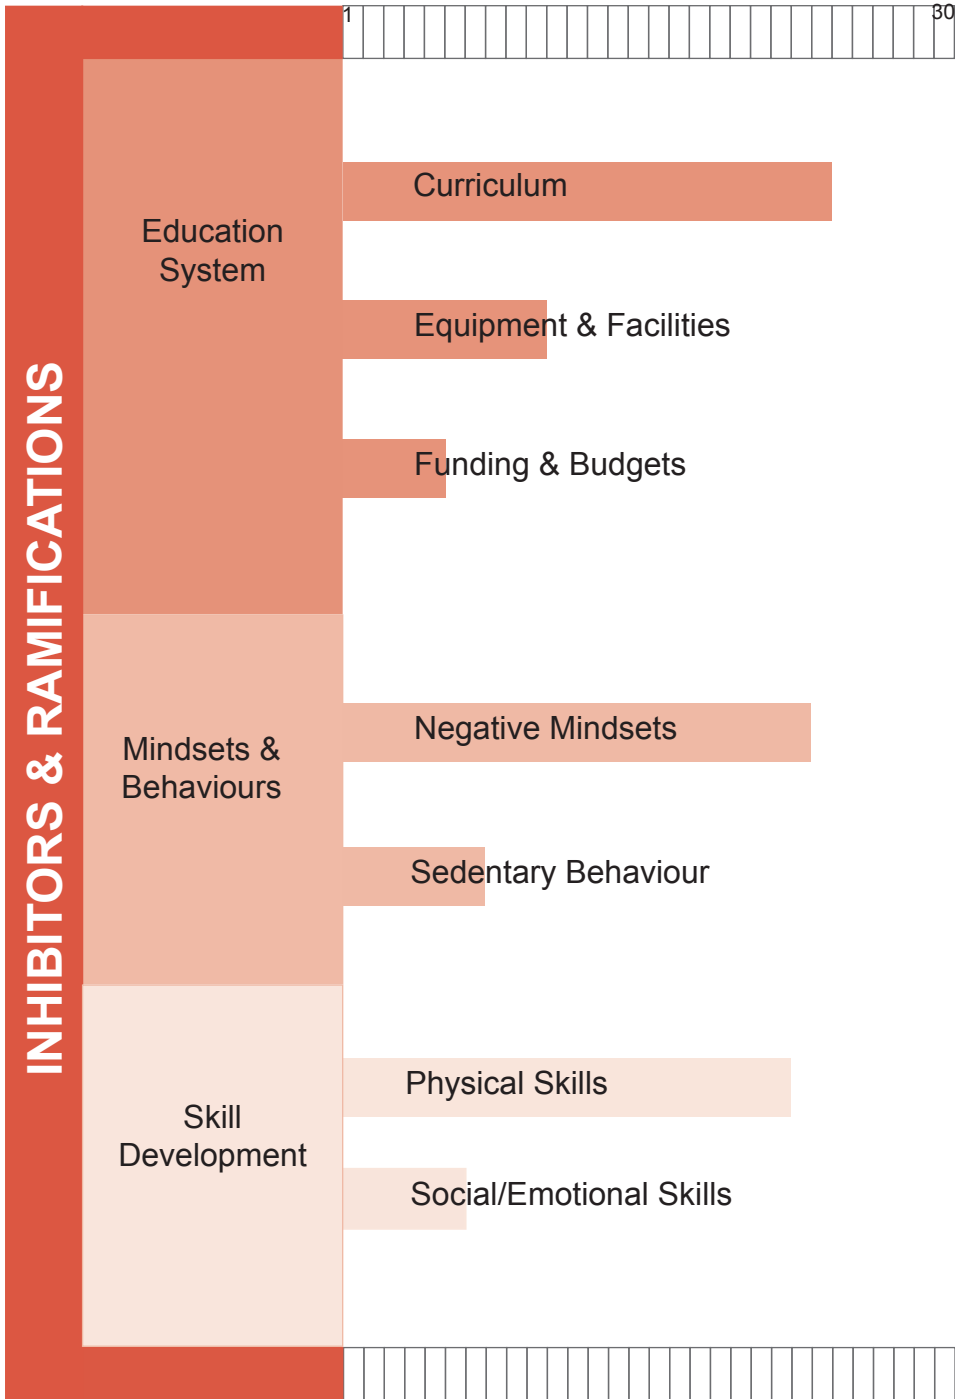 1
30
INHIBITORS & RAMIFICATIONS
Education
System
Curriculum
Equipment & Facilities
Funding & Budgets
Mindsets &
Behaviours
Negative Mindsets
Sedentary Behaviour
Skill
Development
Physical Skills
Social/Emotional Skills